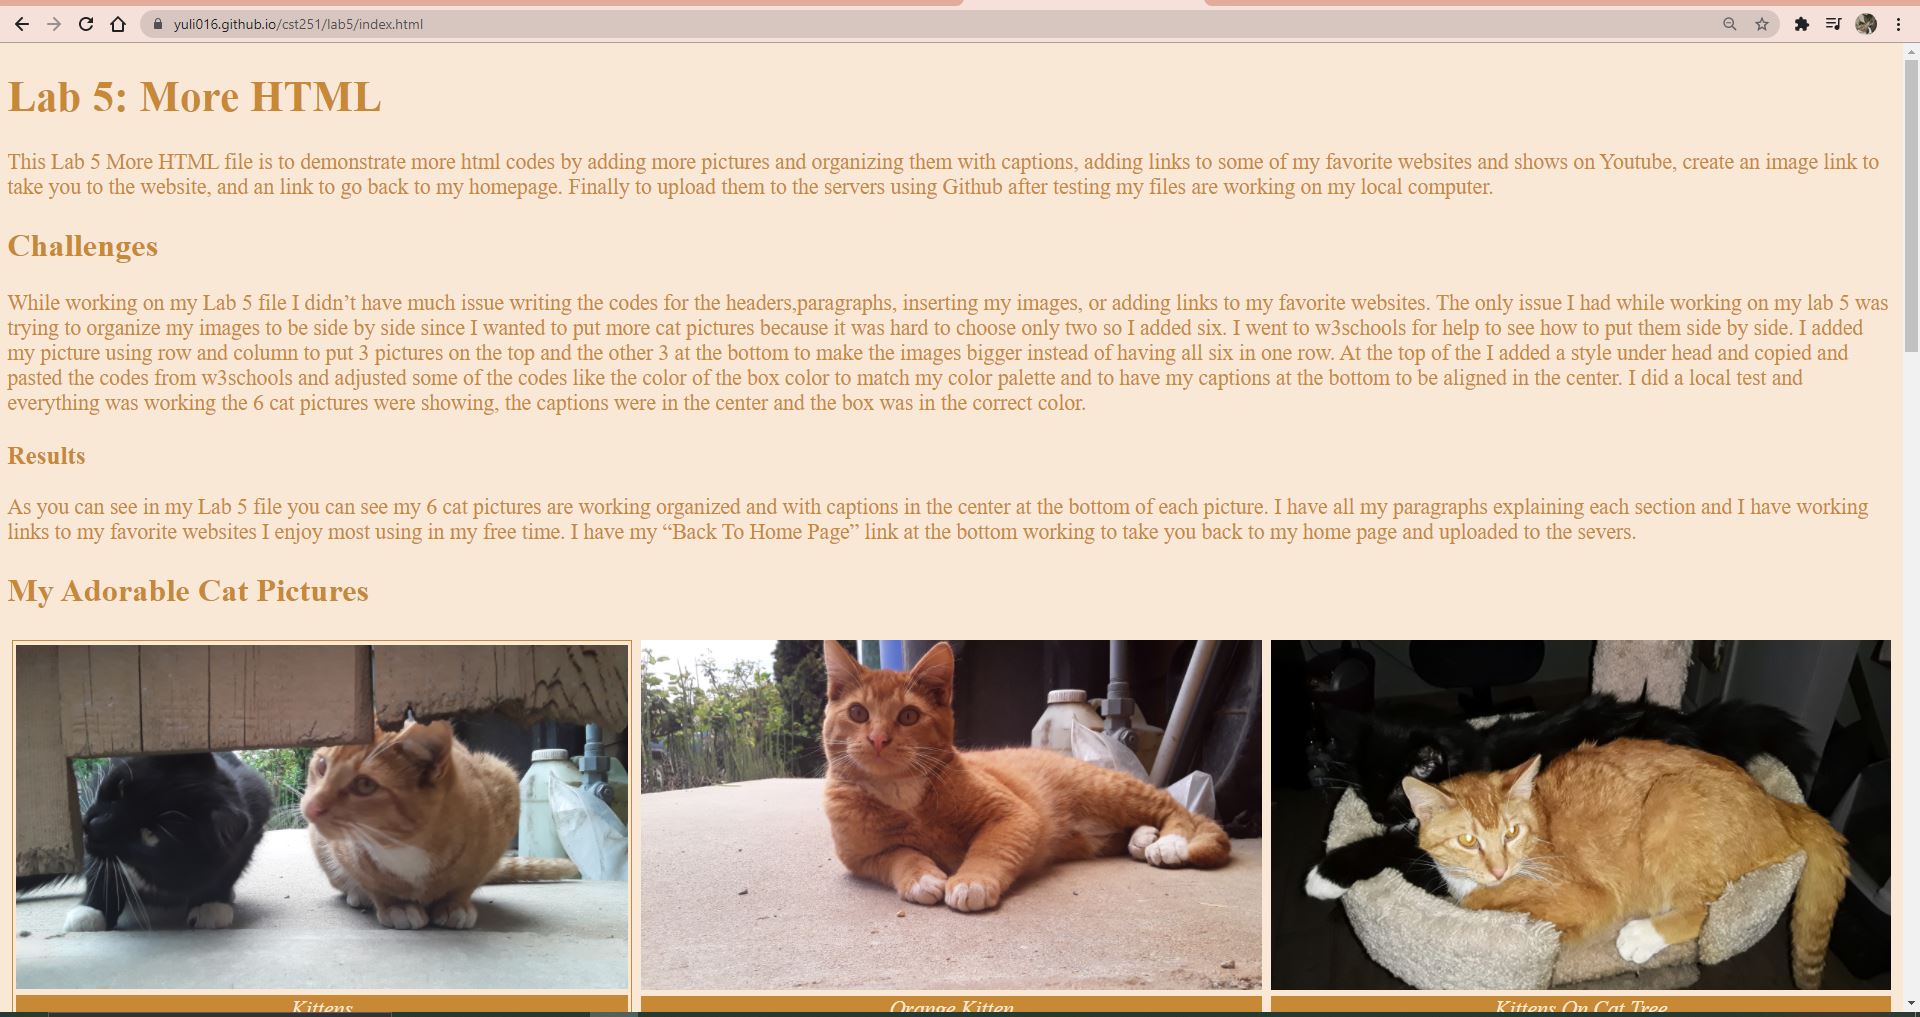 yuli016.github.io/cst251/lab5/index.html
Lab 5: More HTML
This Lab 5 More HTML file is to demonstrate more html codes by adding more pictures and organizing them with captions, adding links to some of my favorite websites and shows on Youtube, create an image link to
take you to the website, and an link to go back to my homepage. Finally to upload them to the servers using Github after testing my files are working on my local computer.
Challenges
While working on my Lab 5 file I didn’t have much issue writing the codes for the headers,paragraphs, inserting my images, or adding links to my favorite websites. The only issue I had while working on my lab 5 was
trying to organize my images to be side by side since I wanted to put more cat pictures because it was hard to choose only two so I added six. I went to w3schools for help to see how to put them side by side. I added
my picture using row and column to put 3 pictures on the top and the other 3 at the bottom to make the images bigger instead of having all six in one row. At the top of the I added a style under head and copied and
pasted the codes from w3schools and adjusted some of the codes like the color of the box color to match my color palette and to have my captions at the bottom to be aligned in the center. I did a local test and
everything was working the 6 cat pictures were showing, the captions were in the center and the box was in the correct color.
Results
As you can see in my Lab 5 file you can see my 6 cat pictures are working organized and with captions in the center at the bottom of each picture. I have all my paragraphs explaining each section and I have working
links to my favorite websites I enjoy most using in my free time. I have my “Back To Home Page” link at the bottom working to take you back to my home page and uploaded to the severs.
My Adorable Cat Pictures
Kittens
Orange Kitten
Kittens On Cat Tree